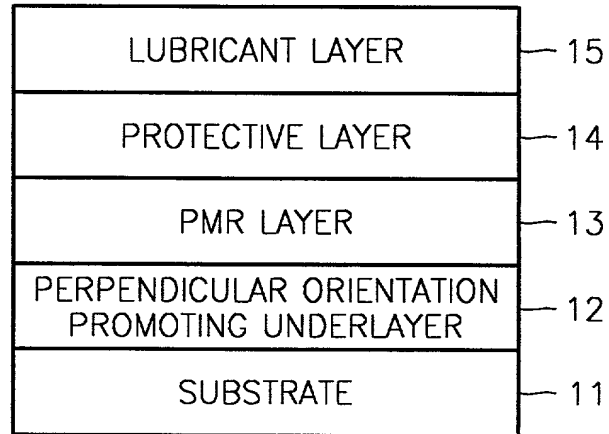 LUBRICANT LAYER 15
PROTECTIVE LAYER 14
PMR LAYER 13
PERPENDICULAR ORIENTATION
PROMOTING UNDERLAYER 12
SUBSTRATE 11